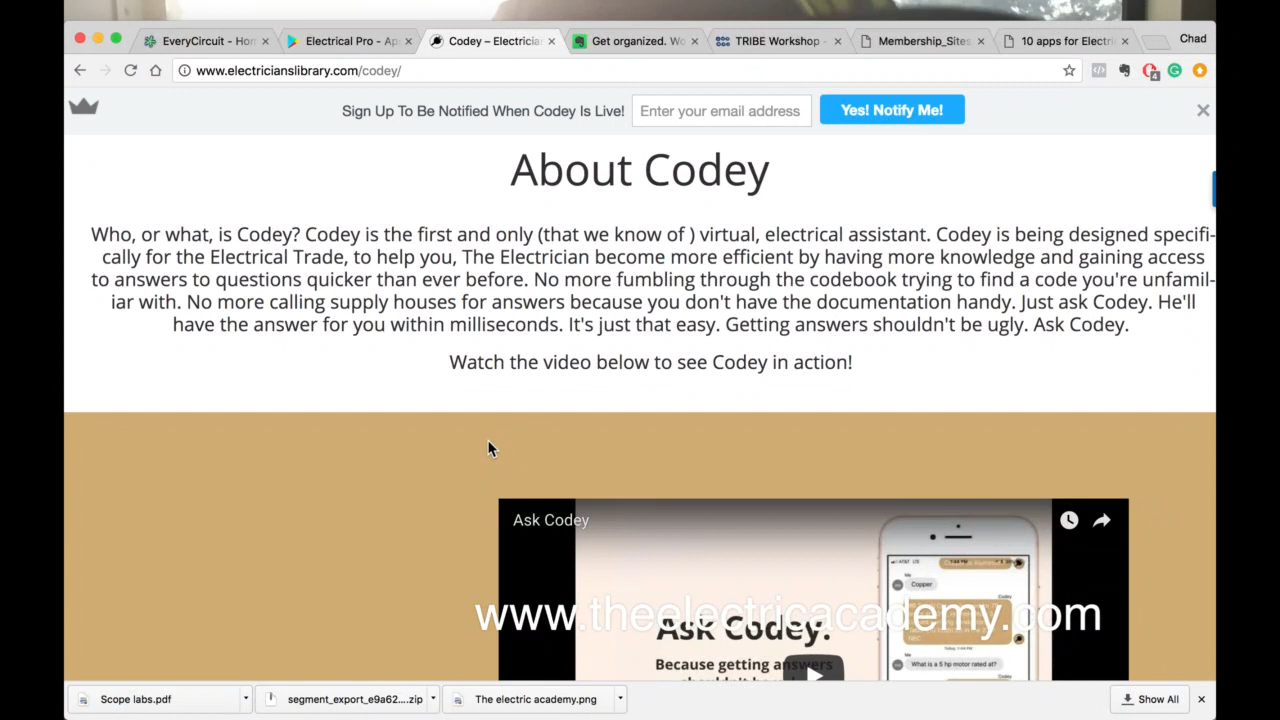 EveryCircuit - Hom
Electrical Pro - Ap
Codey – Electricia
Get organized. Wo
TRIBE Workshop -
Membership_Sites
10 apps for Electri
Chad
www.electricianslibrary.com/codey/
4
Sign Up To Be Notified When Codey Is Live!
Enter your email address
Yes! Notify Me!
About Codey
Who, or what, is Codey? Codey is the first and only (that we know of ) virtual, electrical assistant. Codey is being designed specifi-
cally for the Electrical Trade, to help you, The Electrician become more efficient by having more knowledge and gaining access
to answers to questions quicker than ever before. No more fumbling through the codebook trying to find a code you're unfamil-
iar with. No more calling supply houses for answers because you don't have the documentation handy. Just ask Codey. He'll
have the answer for you within milliseconds. It's just that easy. Getting answers shouldn't be ugly. Ask Codey.
Watch the video below to see Codey in action!
Ask Codey
Me
Copper
Codey
www.theelectricacademy.com
Ask Codey.
NEC
Me
Because getting answers
What is a 5 hp motor rated at?
Codey
Scope labs.pdf
segment_export_e9a62....zip
The electric academy.png
Show All